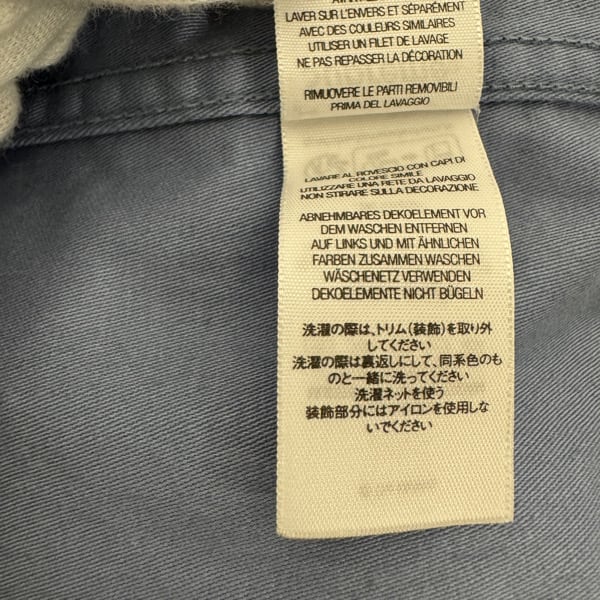 LAVER SUR L'ENVERS ET SÉPARÉMENT
AVEC DES COULEURS SIMILAIRES
UTILISER UN FILET DE LAVAGE
NE PAS REPASSER LA DÉCORATION
RIMUOVERE LE PARTI REMOVIBILI
PRIMA DEL LAVAGGIO
LAVARE AL ROVESCIO CON CAPI DI
COLORE SIMILE
UTILIZZARE UNA RETE DA LAVAGGIO
NON STIRARE SULLA DECORAZIONE
ABNEHMBARES DEKOELEMENT VOR
DEM WASCHEN ENTFERNEN
AUF LINKS UND MIT ÄHNLICHEN
FARBEN ZUSAMMEN WASCHEN
WÄSCHENETZ VERWENDEN
DEKOELEMENTE NICHT BÜGELN
洗濯の際は、トリム(装飾)を取り外
してください
洗濯の際は裏返しにして、同系色のも
のと一緒に洗ってください
洗濯ネットを使う
装飾部分にはアイロンを使用しな
いでください